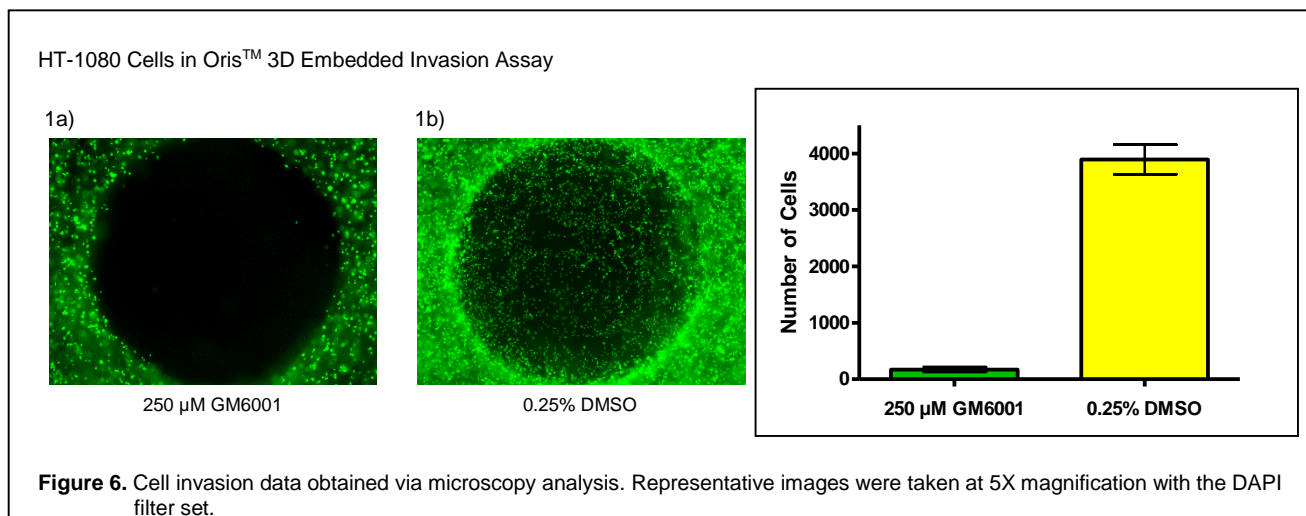 HT-1080 Cells in Oris™ 3D Embedded Invasion Assay
1a)
1b)
250 µM GM6001
0.25% DMSO
Number of Cells
4000
3000
2000
1000
0
250 µM GM6001
0.25% DMSO
Figure 6. Cell invasion data obtained via microscopy analysis. Representative images were taken at 5X magnification with the DAPI
filter set.